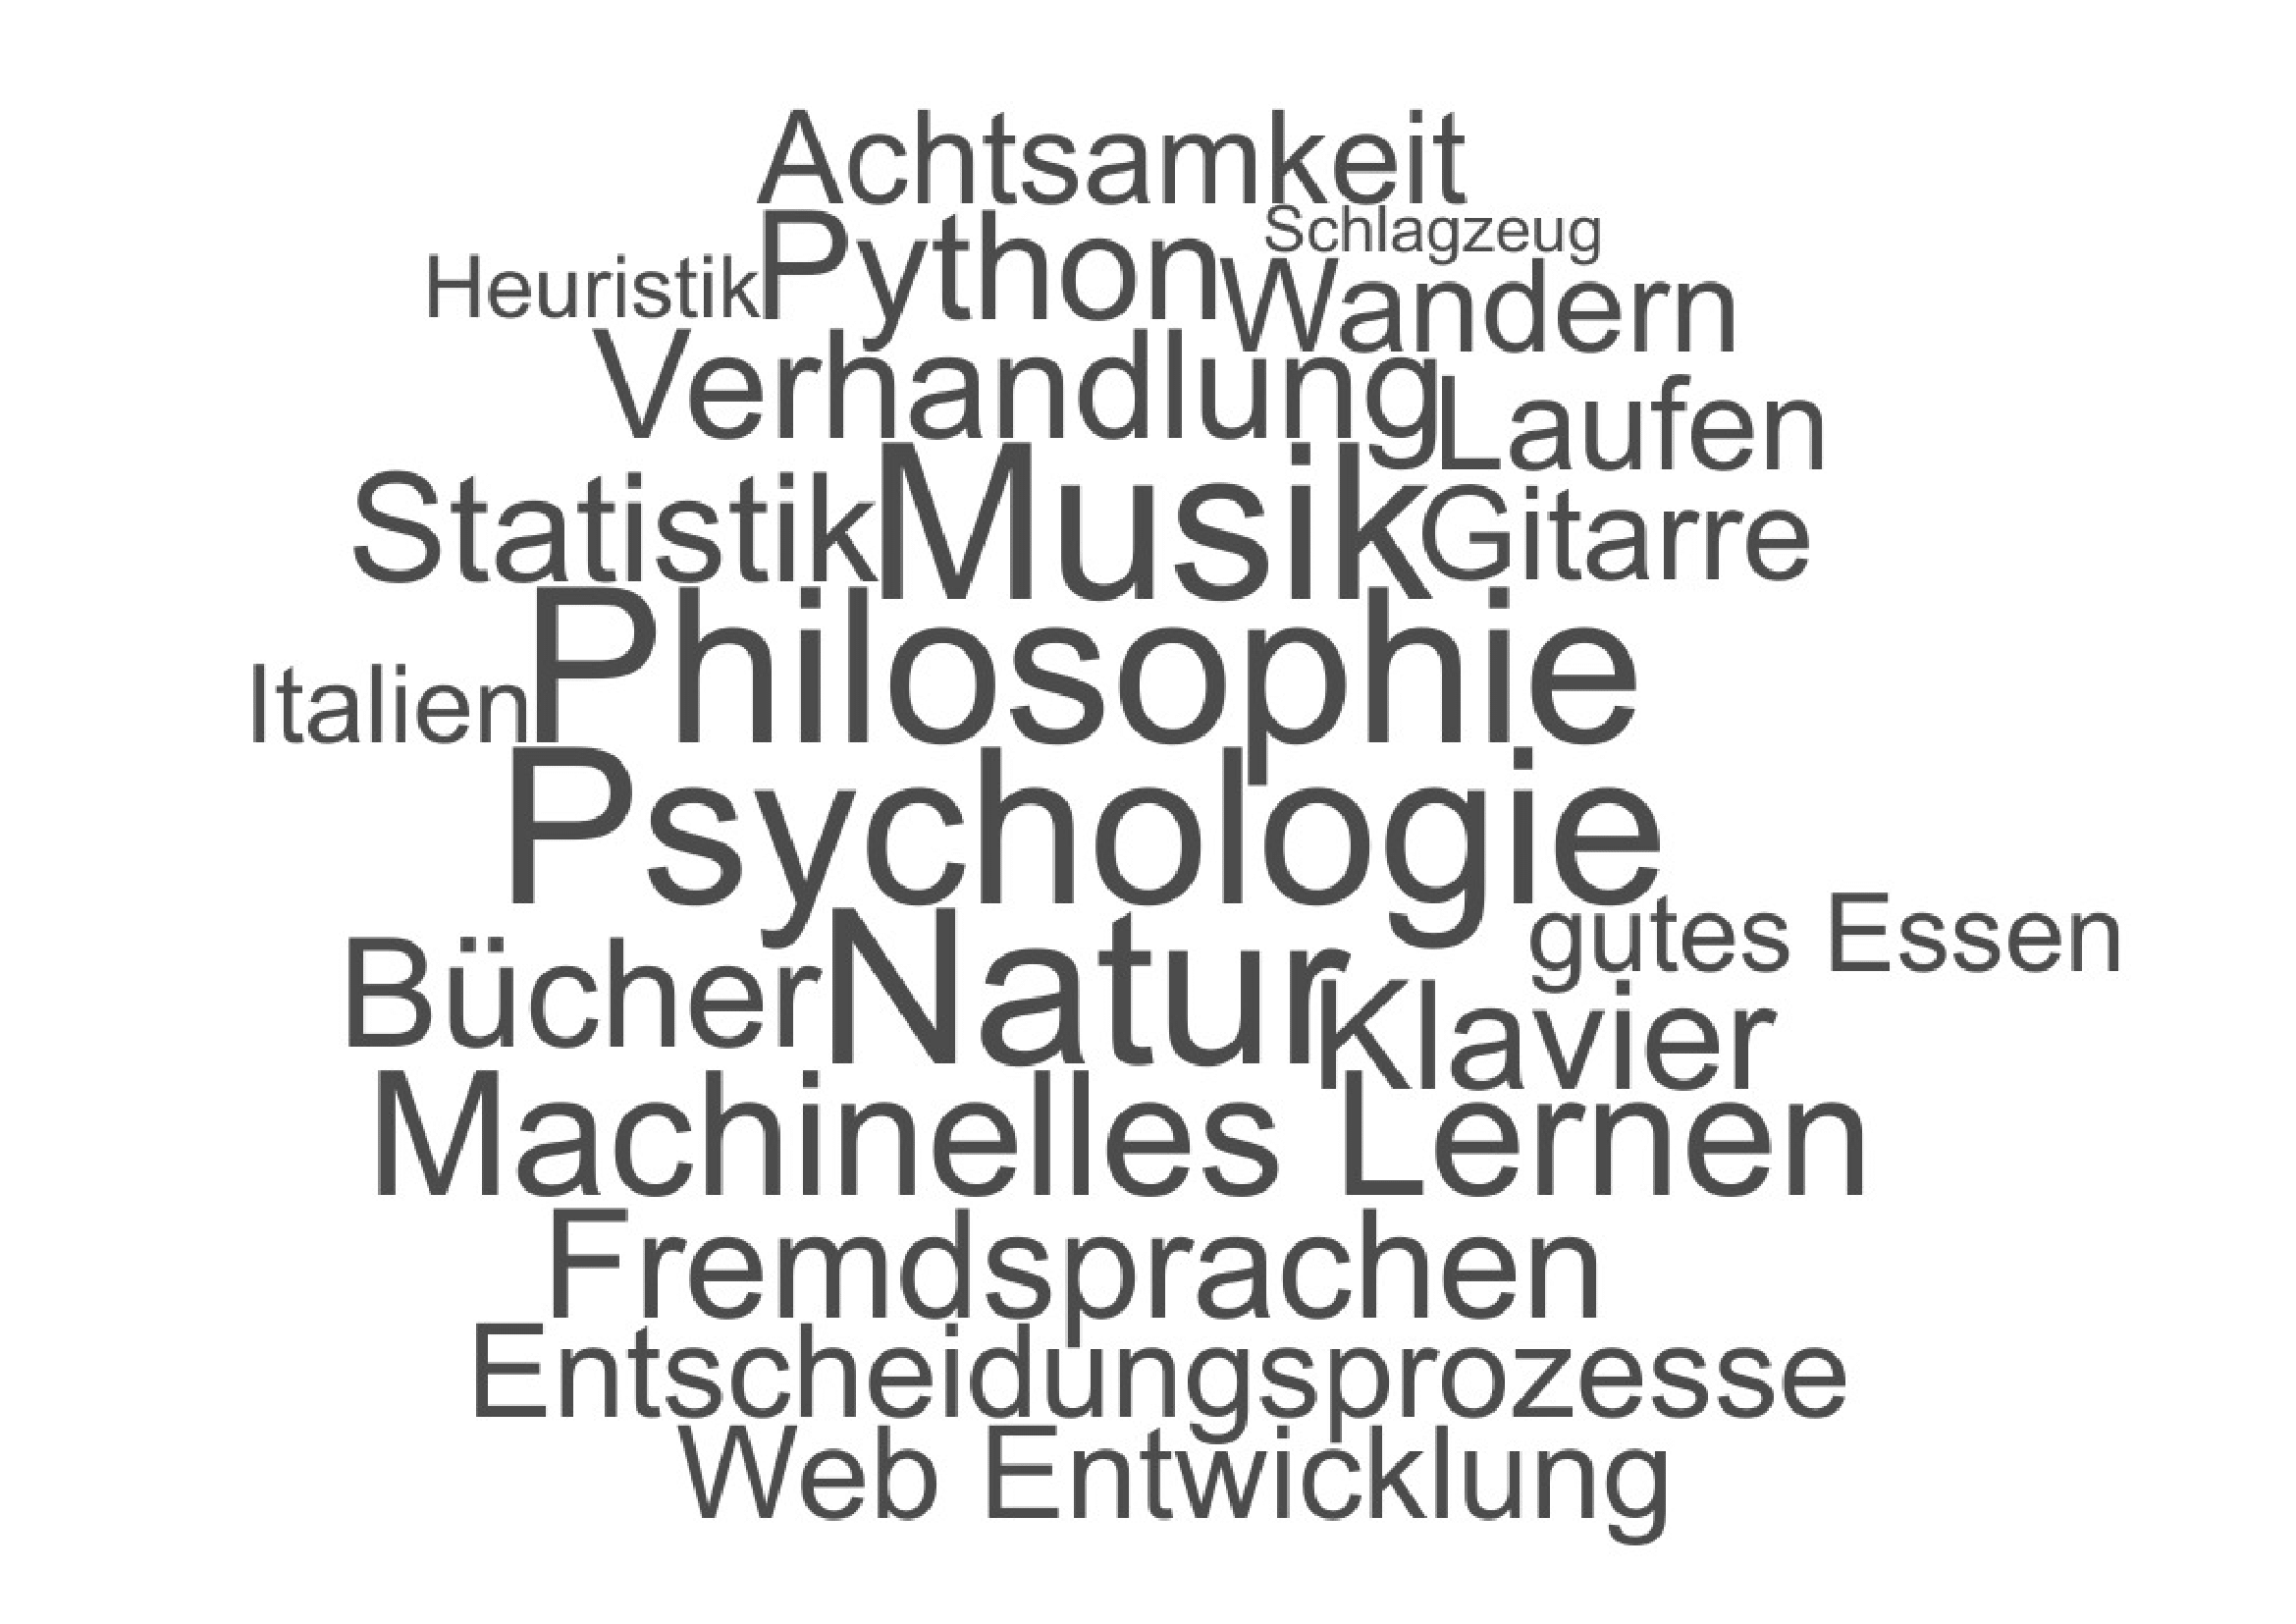 Achtsamkeit
Schlagzeug
Heuristik Python Wandern
Verhandlung Laufen
Statistik Musik Gitarre
Philosophie
Italien
Psychologie
gutes Essen
Bücher Natur Klavier
Machinelles Lernen
Fremdsprachen
Entscheidungsprozesse
Web Entwicklung